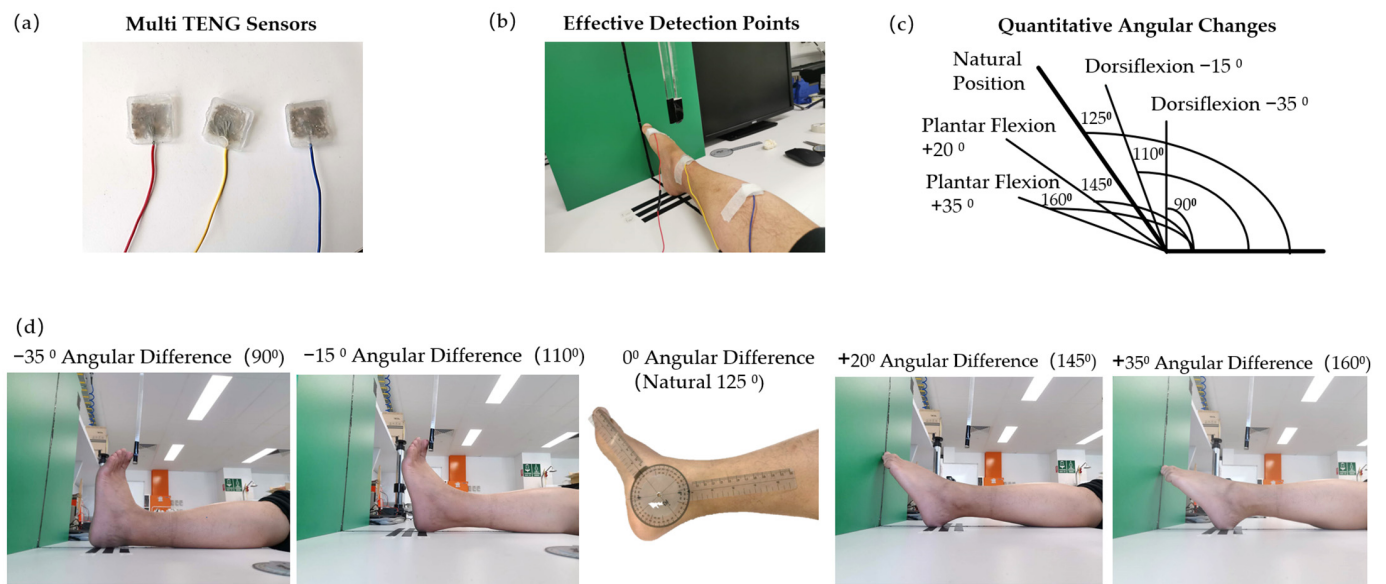 (a)
Multi TENG Sensors
(b)
Effective Detection Points
(c)
Quantitative Angular Changes
Natural
Position
Dorsiflexion −15 ⁰
Dorsiflexion −35 ⁰
125⁰
Plantar Flexion
+20 ⁰
110⁰
Plantar Flexion
+35 ⁰
145⁰
160⁰
90⁰
(d)
−35 ⁰ Angular Difference (90⁰)
−15 ⁰ Angular Difference (110⁰)
0⁰ Angular Difference
(Natural 125 ⁰)
+20⁰ Angular Difference (145⁰)
+35⁰ Angular Difference (160⁰)